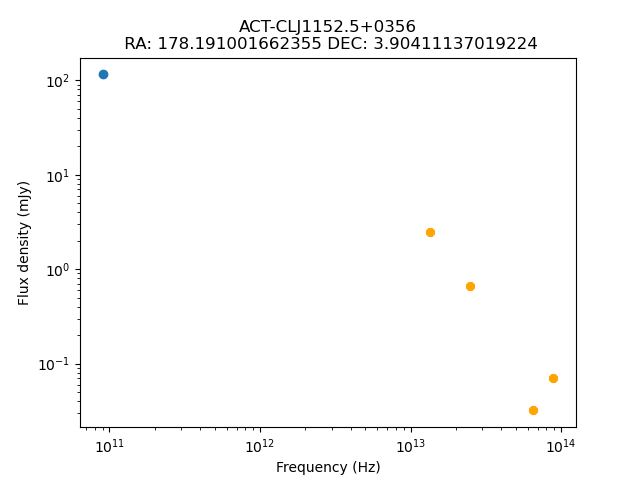 ACT-CLJ1152.5+0356
RA: 178.191001662355 DEC: 3.90411137019224
Flux density (mJy)
10²
10¹
10⁰
10⁻¹
10¹¹ 10¹² 10¹³ 10¹⁴
Frequency (Hz)